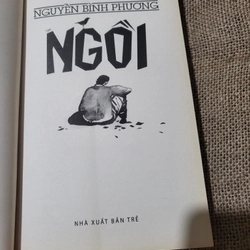 NGUYỄN BÌNH PHƯƠNG
NGỒI
NHÀ XUẤT BẢN TRẺ